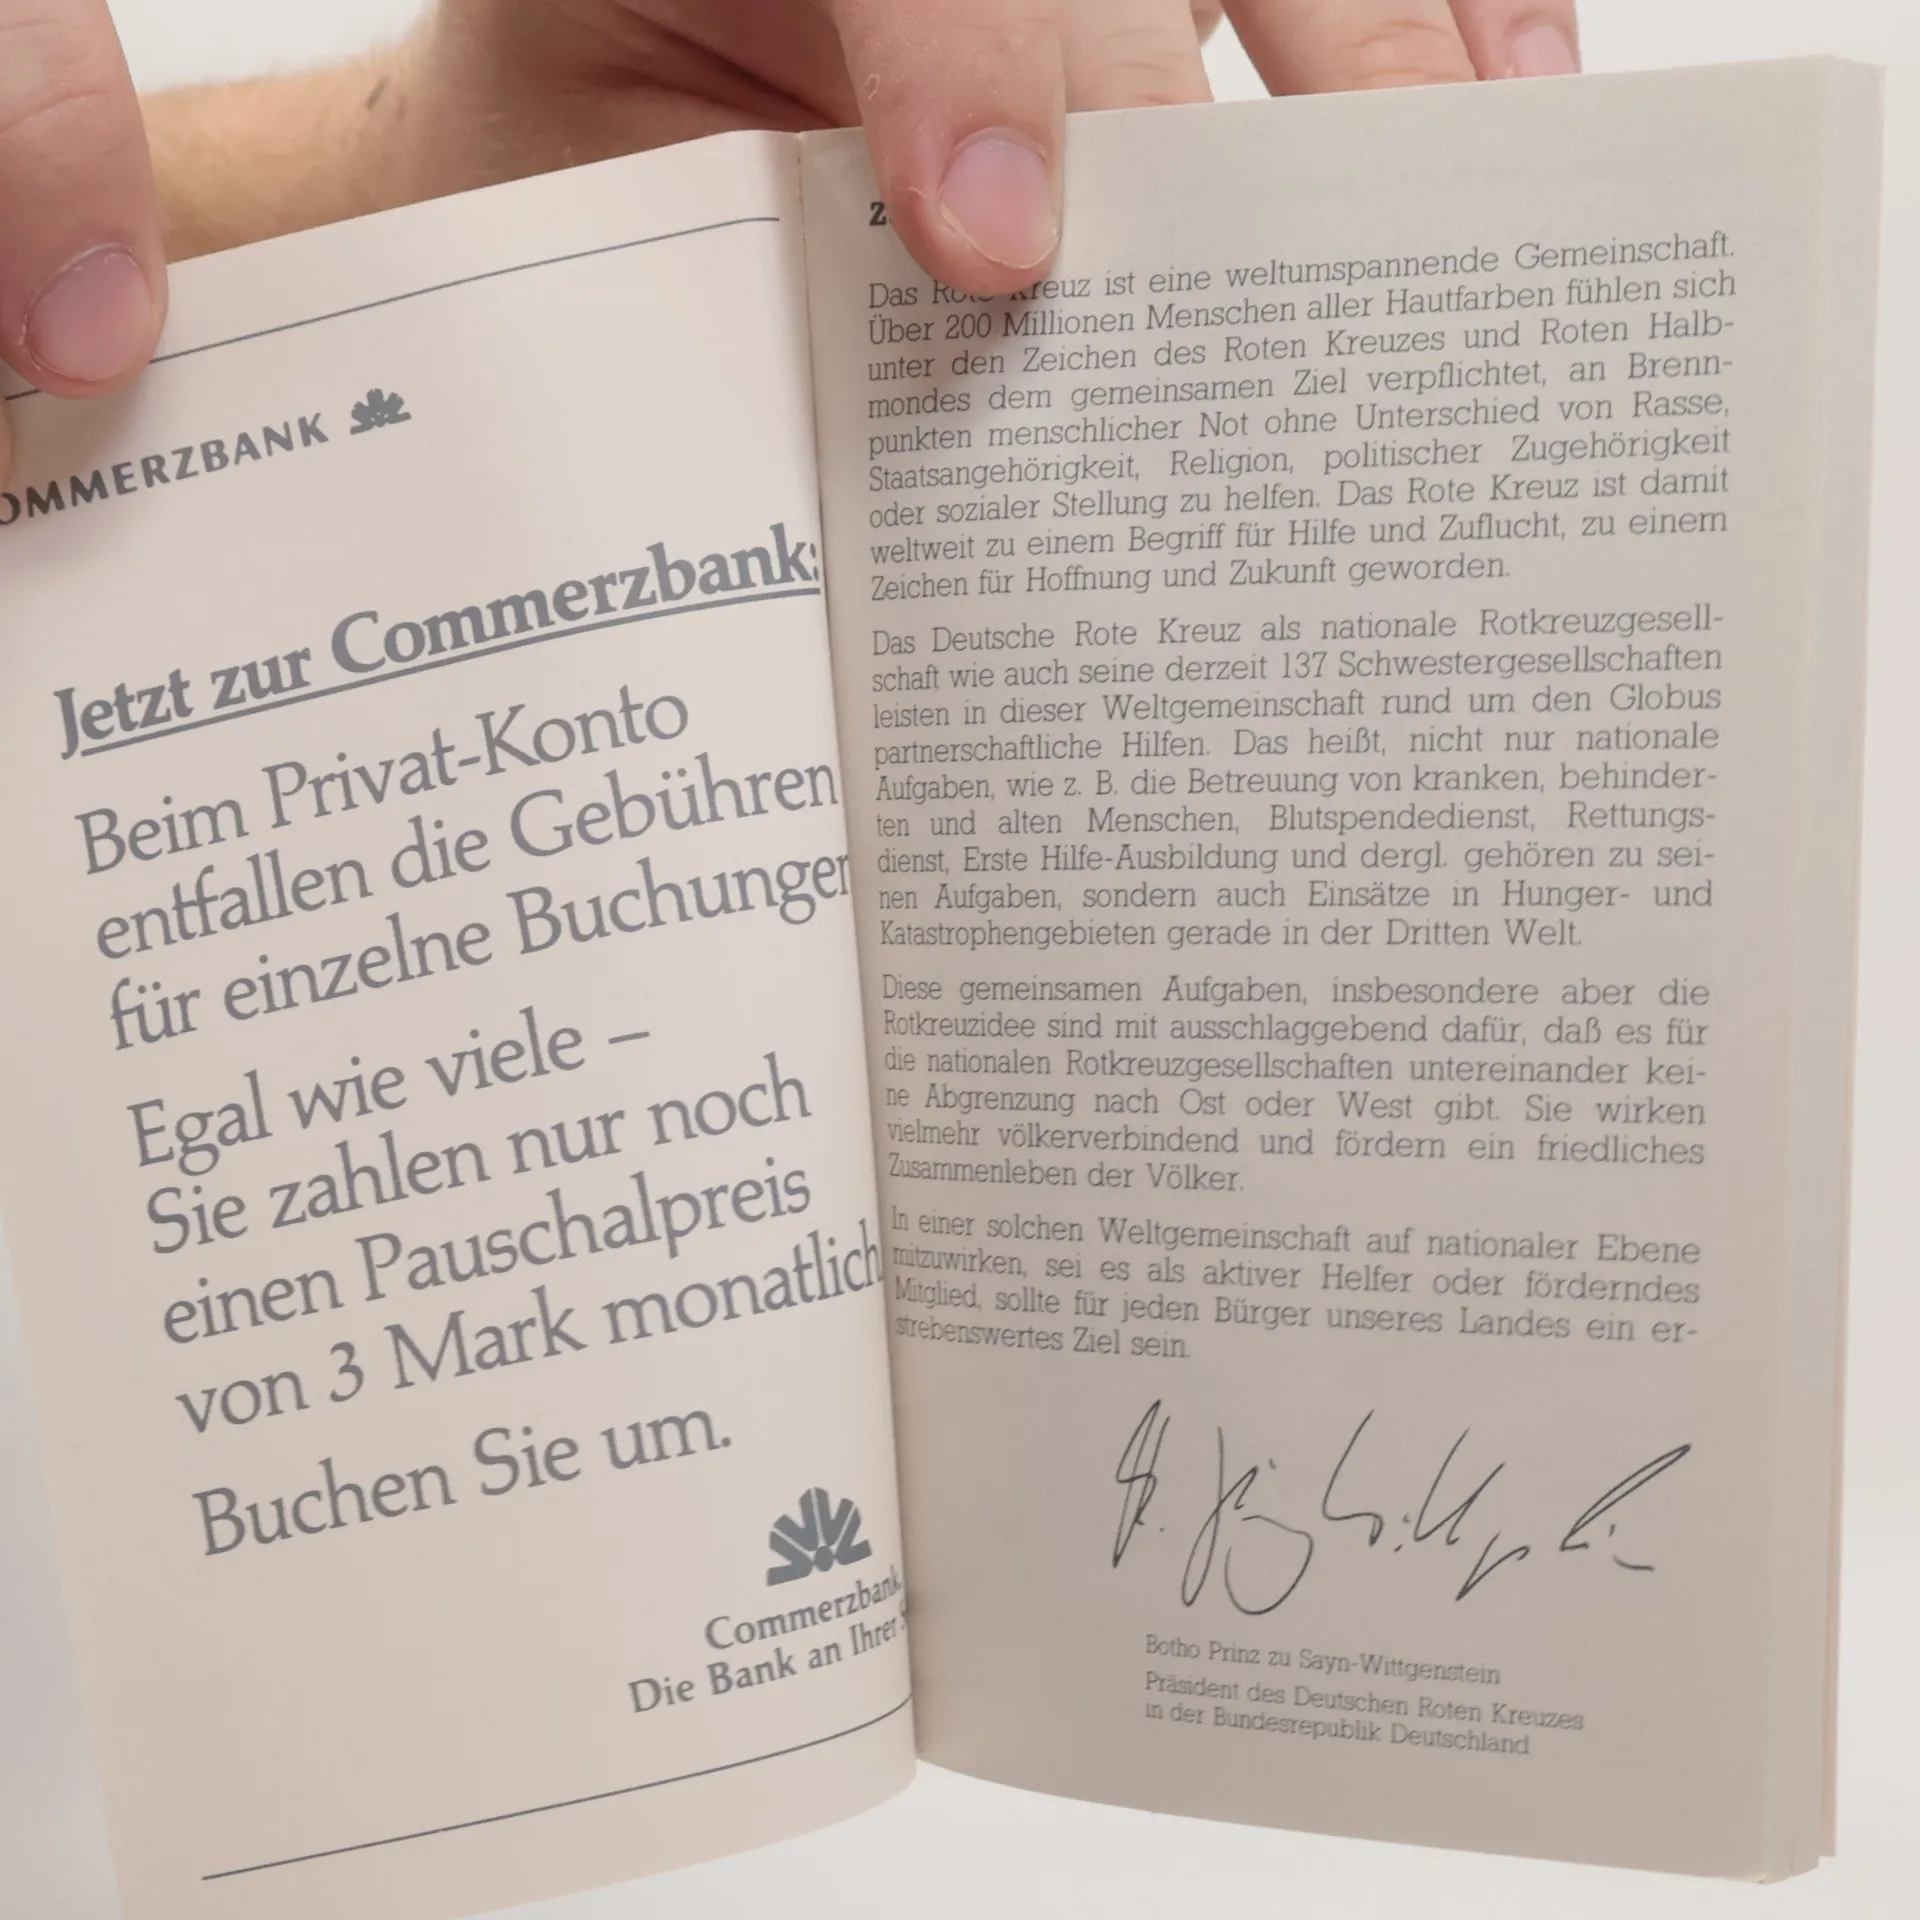 OMMERZBANK
Jetzt zur Commerzbank:
Beim Privat-Konto
entfallen die Gebühren
für einzelne Buchungen
Egal wie viele –
Sie zahlen nur noch
einen Pauschalpreis
von 3 Mark monatlich
Buchen Sie um.
Commerzbank.
Die Bank an Ihrer S
Das Rote Kreuz ist eine weltumspannende Gemeinschaft.
Über 200 Millionen Menschen aller Hautfarben fühlen sich
unter den Zeichen des Roten Kreuzes und Roten Halb-
mondes dem gemeinsamen Ziel verpflichtet, an Brenn-
punkten menschlicher Not ohne Unterschied von Rasse,
Staatsangehörigkeit, Religion, politischer Zugehörigkeit
oder sozialer Stellung zu helfen. Das Rote Kreuz ist damit
weltweit zu einem Begriff für Hilfe und Zuflucht, zu einem
Zeichen für Hoffnung und Zukunft geworden.
Das Deutsche Rote Kreuz als nationale Rotkreuzgesell-
schaft wie auch seine derzeit 137 Schwestergesellschaften
leisten in dieser Weltgemeinschaft rund um den Globus
partnerschaftliche Hilfen. Das heißt, nicht nur nationale
Aufgaben, wie z. B. die Betreuung von kranken, behinder-
ten und alten Menschen, Blutspendedienst, Rettungs-
dienst, Erste Hilfe-Ausbildung und dergl. gehören zu sei-
nen Aufgaben, sondern auch Einsätze in Hunger- und
Katastrophengebieten gerade in der Dritten Welt.
Diese gemeinsamen Aufgaben, insbesondere aber die
Rotkreuzidee sind mit ausschlaggebend dafür, daß es für
die nationalen Rotkreuzgesellschaften untereinander kei-
ne Abgrenzung nach Ost oder West gibt. Sie wirken
vielmehr völkerverbindend und fördern ein friedliches
Zusammenleben der Völker.
In einer solchen Weltgemeinschaft auf nationaler Ebene
mitzuwirken, sei es als aktiver Helfer oder förderndes
Mitglied, sollte für jeden Bürger unseres Landes ein er-
strebenswertes Ziel sein.
Botho Prinz zu Sayn-Wittgenstein
Präsident des Deutschen Roten Kreuzes
in der Bundesrepublik Deutschland